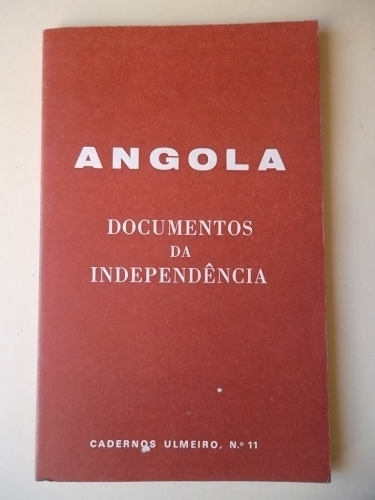 ANGOLA
DOCUMENTOS
DA
INDEPENDÊNCIA
CADERNOS ULMEIRO, N.º 11